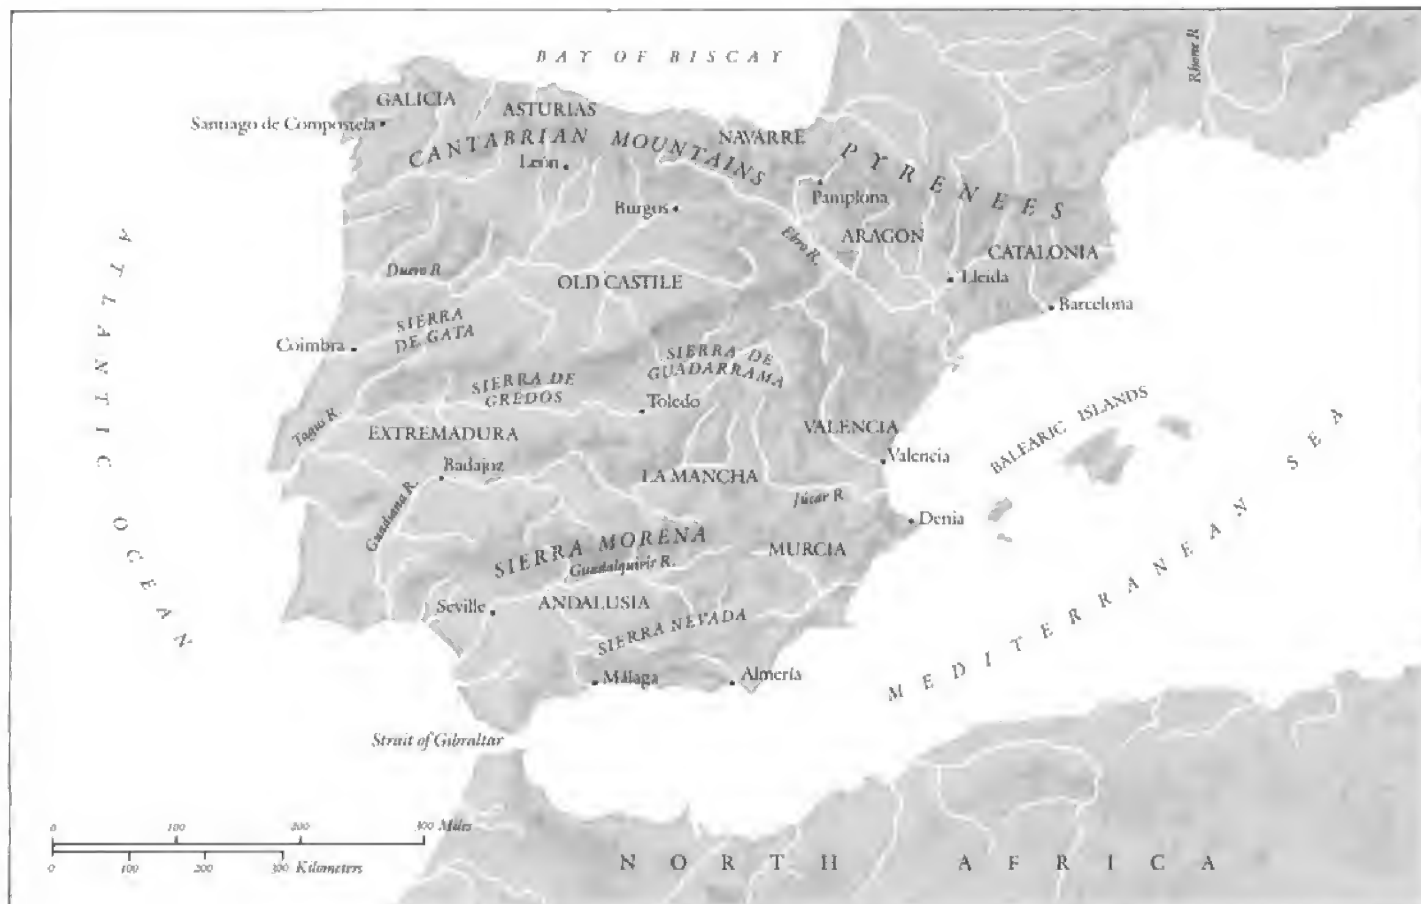 BAY OF BISCAY
Rhone R
GALICIA
ASTURIAS
Santiago de Compostela
CANTABRIAN MOUNTAINS
NAVARRE
PYRENEES
León
Pamplona
Burgos
Ebro R.
ARAGON
CATALONIA
Duero R
OLD CASTILE
Lleida
Barcelona
SIERRA
DE GATA
Coimbra
SIERRA DE
GUADARRAMA
SIERRA DE
GREDOS
Toledo
Tagus R.
EXTREMADURA
VALENCIA
BALEARIC ISLANDS
Badajoz
LA MANCHA
Valencia
Júcar R
Guadiana R.
Denia
SIERRA MORENA
MURCIA
Guadalquivir R.
Seville
ANDALUSIA
SIERRA NEVADA
Málaga
Almería
ATLANTIC OCEAN
MEDITERRANEAN SEA
Strait of Gibraltar
0 100 200 300 Miles
0 100 200 300 Kilometers
NORTH AFRICA